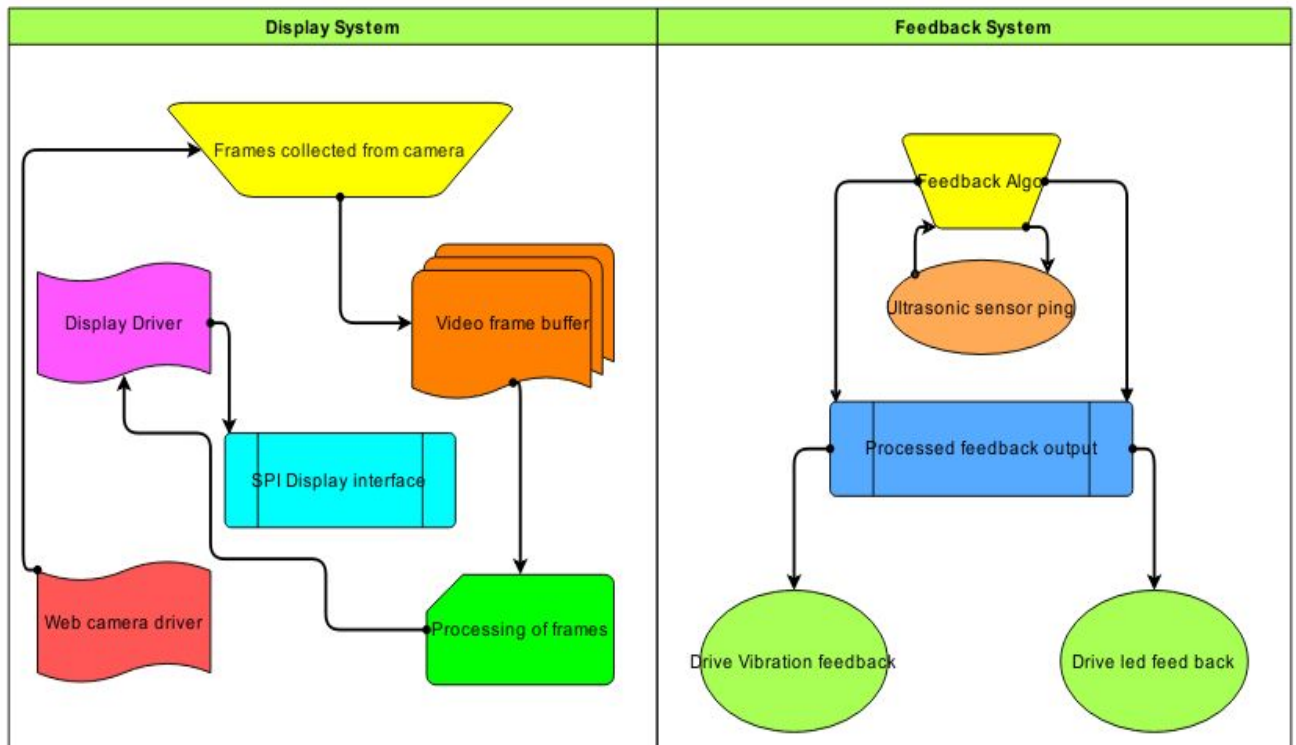 Display System
Feedback System
Frames collected from camera
Display Driver
Video frame buffer
SPI Display interface
Web camera driver
Processing of frames
Feedback Algo
Ultrasonic sensor ping
Processed feedback output
Drive Vibration feedback
Drive led feed back